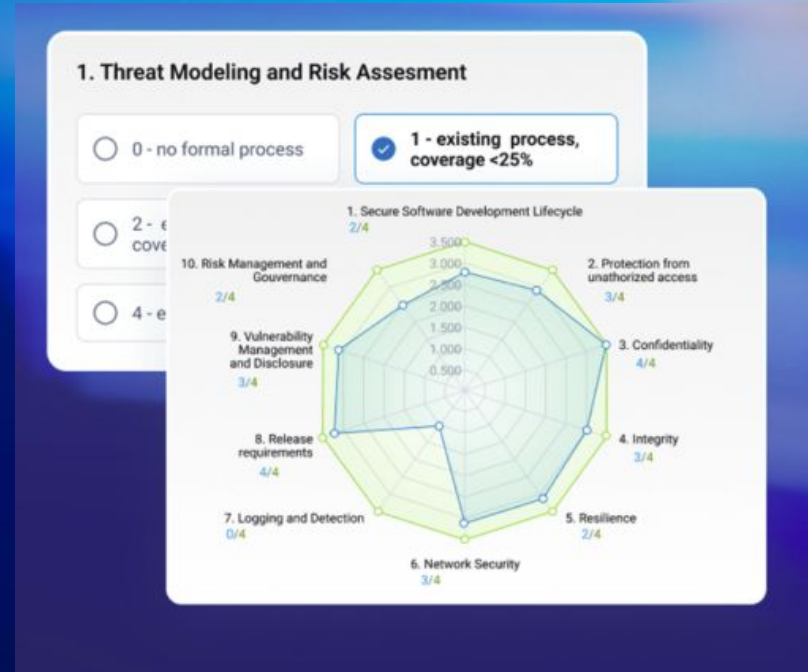 1. Threat Modeling and Risk Assesment
0 - no formal process
1 - existing process,
coverage <25%
2 -
cove
4 - e
1. Secure Software Development Lifecycle
2/4
3.500
3.000
2.500
2.000
1.500
1.000
0.500
2. Protection from
unathorized access
3/4
3. Confidentiality
4/4
4. Integrity
3/4
5. Resilience
2/4
6. Network Security
3/4
7. Logging and Detection
0/4
8. Release
requirements
4/4
9. Vulnerability
Management
and Disclosure
3/4
10. Risk Management and
Gouvernance
2/4